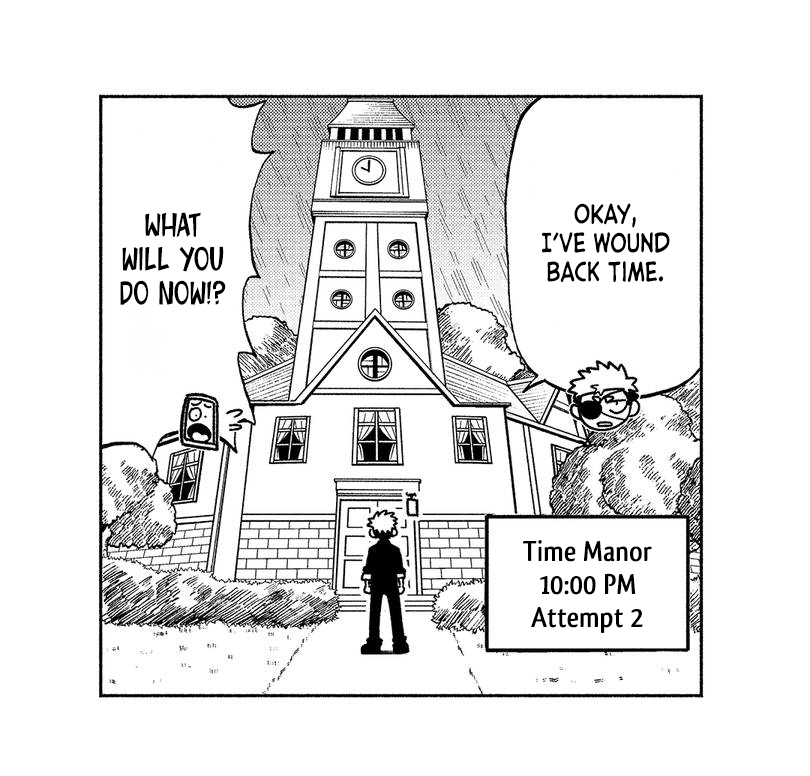 OKAY,
I'VE WOUND
BACK TIME.
WHAT
WILL YOU
DO NOW!?
Time Manor
10:00 PM
Attempt 2